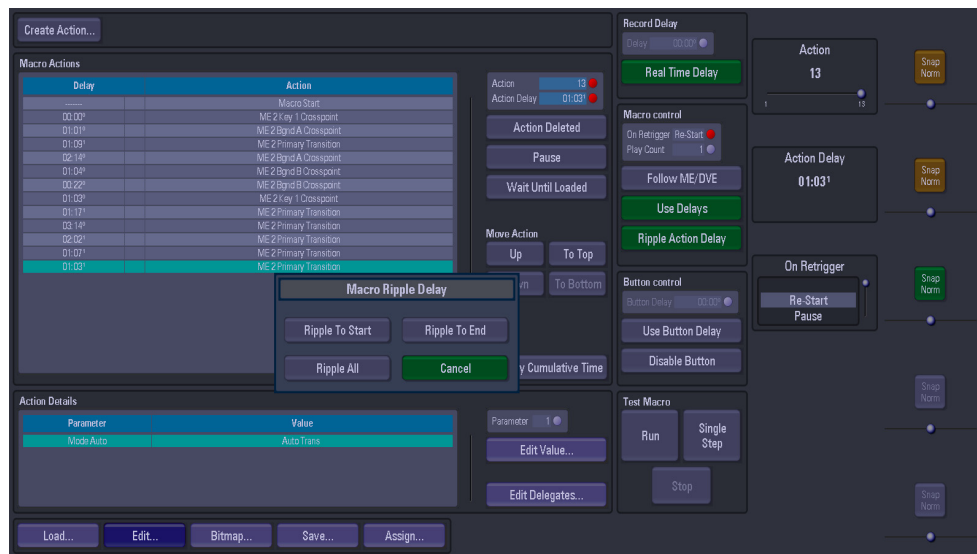 Create Action...
Record Delay
Delay 00:00⁰
Real Time Delay
Action
13
1 13
Snap
Norm
Macro Actions
Delay Action
------ Macro Start
00:00⁰ ME 2 Key 1 Crosspoint
01:01⁰ ME 2 Bgnd A Crosspoint
01:09¹ ME 2 Primary Transition
02:14⁰ ME 2 Bgnd A Crosspoint
01:04⁰ ME 2 Bgnd B Crosspoint
00:22⁰ ME 2 Bgnd B Crosspoint
01:03⁰ ME 2 Key 1 Crosspoint
01:17¹ ME 2 Primary Transition
03:14⁰ ME 2 Primary Transition
02:02¹ ME 2 Primary Transition
01:07¹ ME 2 Primary Transition
01:03¹ ME 2 Primary Transition
Action 13
Action Delay 01:03¹
Action Deleted
Pause
Wait Until Loaded
Move Action
Up To Top
wn To Bottom
y Cumulative Time
Macro control
On Retrigger Re-Start
Play Count 1
Follow ME/DVE
Use Delays
Ripple Action Delay
Action Delay
01:03¹
Snap
Norm
Button control
Button Delay 00:00⁰
Use Button Delay
Disable Button
On Retrigger
Re-Start
Pause
Snap
Norm
Macro Ripple Delay
Ripple To Start Ripple To End
Ripple All Cancel
Action Details
Parameter Value
Mode Auto Auto Trans
Parameter 1
Edit Value...
Edit Delegates...
Test Macro
Run Single
Step
Stop
Snap
Norm
Snap
Norm
Load... Edit... Bitmap... Save... Assign...